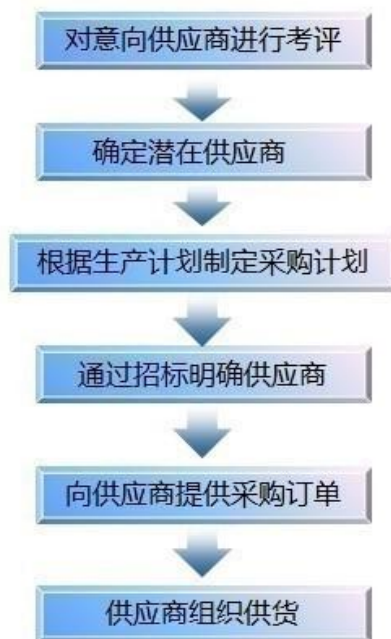 对意向供应商进行考评
确定潜在供应商
根据生产计划制定采购计划
通过招标明确供应商
向供应商提供采购订单
供应商组织供货